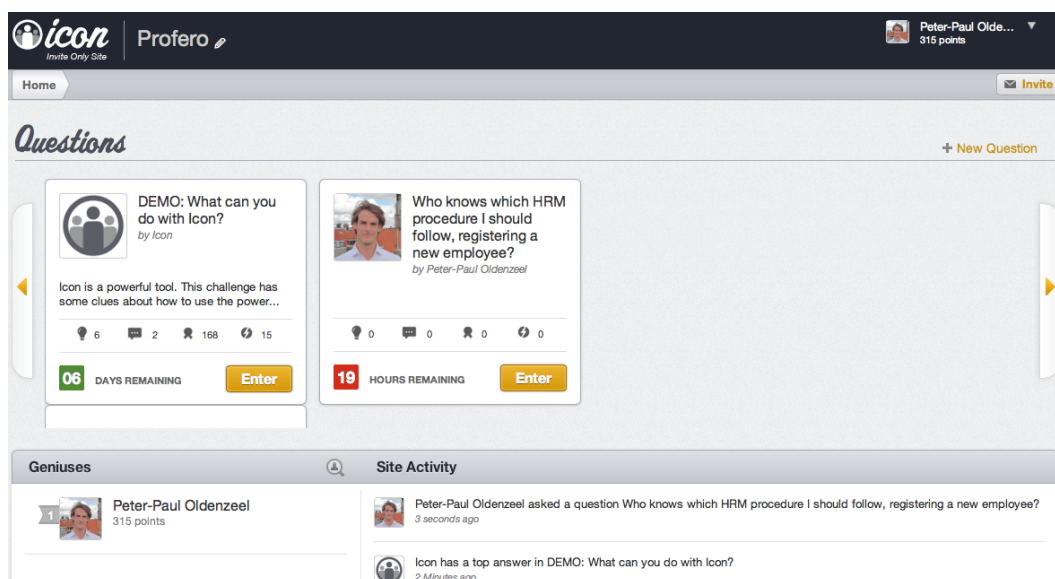 icon
Invite Only Site
Profero
Peter-Paul Olde...
315 points
Home
Invite
Questions
+ New Question
DEMO: What can you
do with Icon?
by Icon
Icon is a powerful tool. This challenge has
some clues about how to use the power...
6 2 168 15
06 DAYS REMAINING Enter
Who knows which HRM
procedure I should
follow, registering a
new employee?
by Peter-Paul Oldenzeel
0 0 0 0
19 HOURS REMAINING Enter
Geniuses
1
Peter-Paul Oldenzeel
315 points
Site Activity
Peter-Paul Oldenzeel asked a question Who knows which HRM procedure I should follow, registering a new employee?
3 seconds ago
Icon has a top answer in DEMO: What can you do with Icon?
2 Minutes ago